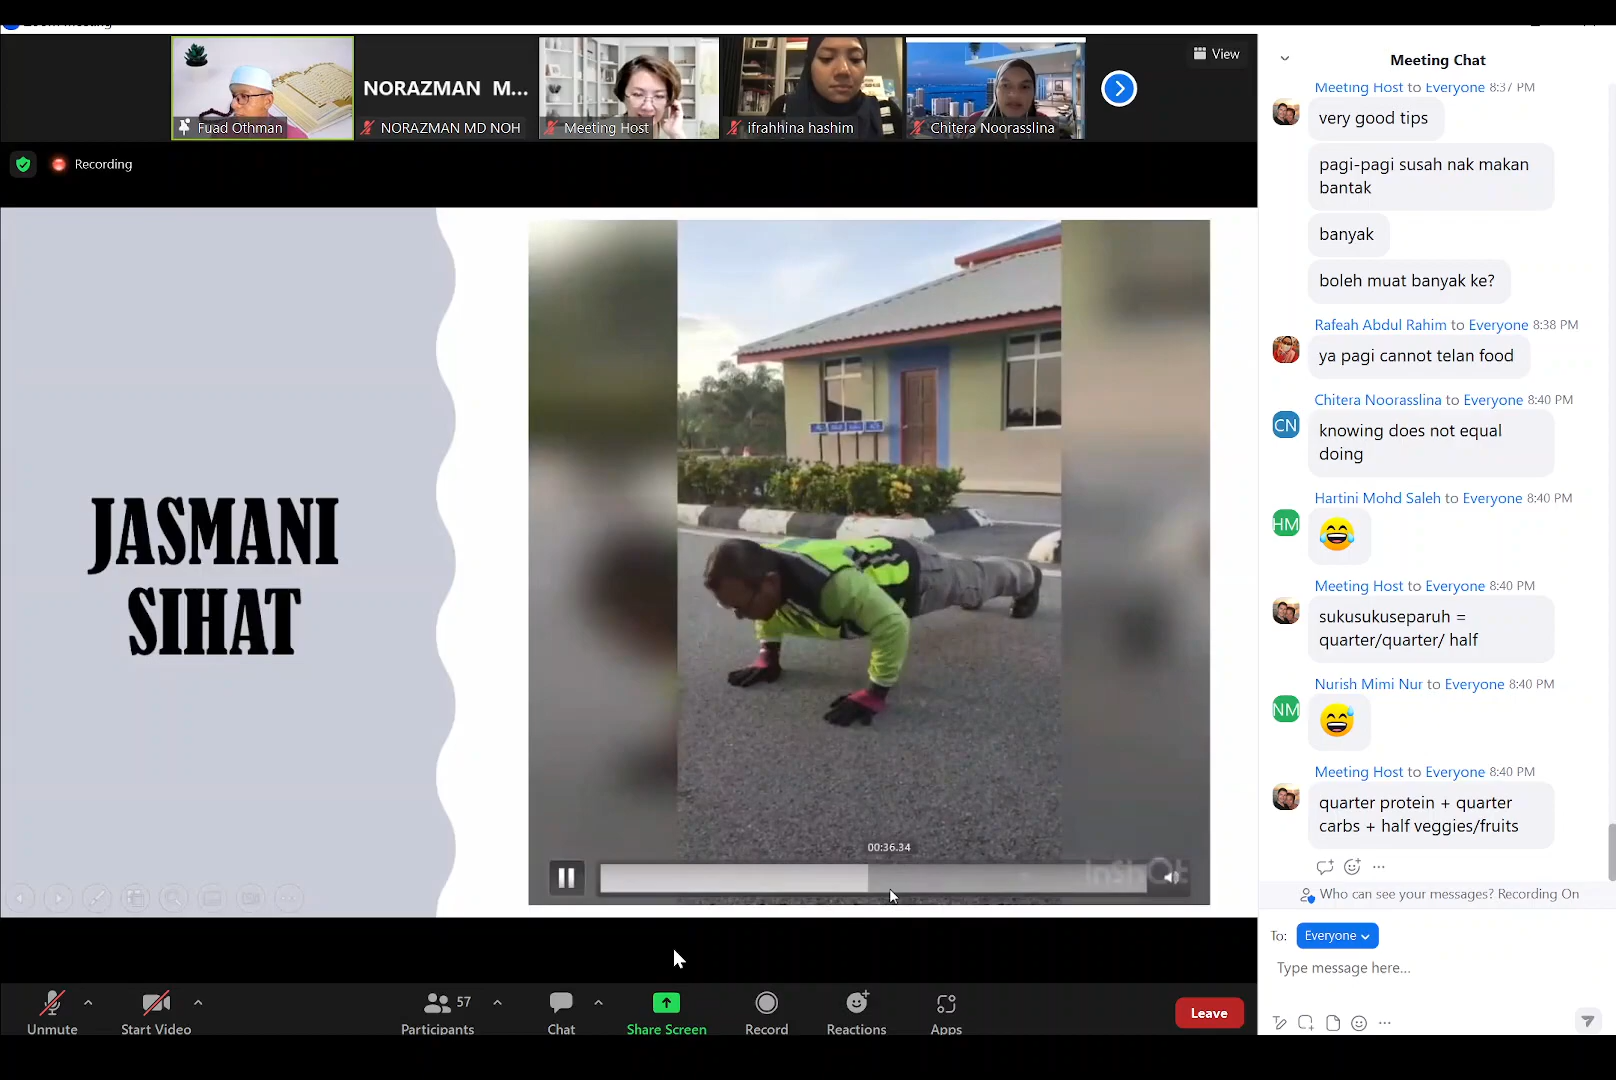 Fuad Othman
NORAZMAN M...
NORAZMAN MD NOH
Meeting Host
ifrahhina hashim
Chitera Noorasslina
View
Recording
JASMANI
SIHAT
00:36.34
InShOt
Unmute
Start Video
57
Participants
Chat
Share Screen
Record
Reactions
Apps
Leave
Meeting Chat
Meeting Host to Everyone 8:37 PM
very good tips
pagi-pagi susah nak makan
bantak
banyak
boleh muat banyak ke?
Rafeah Abdul Rahim to Everyone 8:38 PM
ya pagi cannot telan food
Chitera Noorasslina to Everyone 8:40 PM
CN
knowing does not equal
doing
Hartini Mohd Saleh to Everyone 8:40 PM
HM
Meeting Host to Everyone 8:40 PM
sukusukuseparuh =
quarter/quarter/ half
Nurish Mimi Nur to Everyone 8:40 PM
NM
Meeting Host to Everyone 8:40 PM
quarter protein + quarter
carbs + half veggies/fruits
Who can see your messages? Recording On
To: Everyone
Type message here...